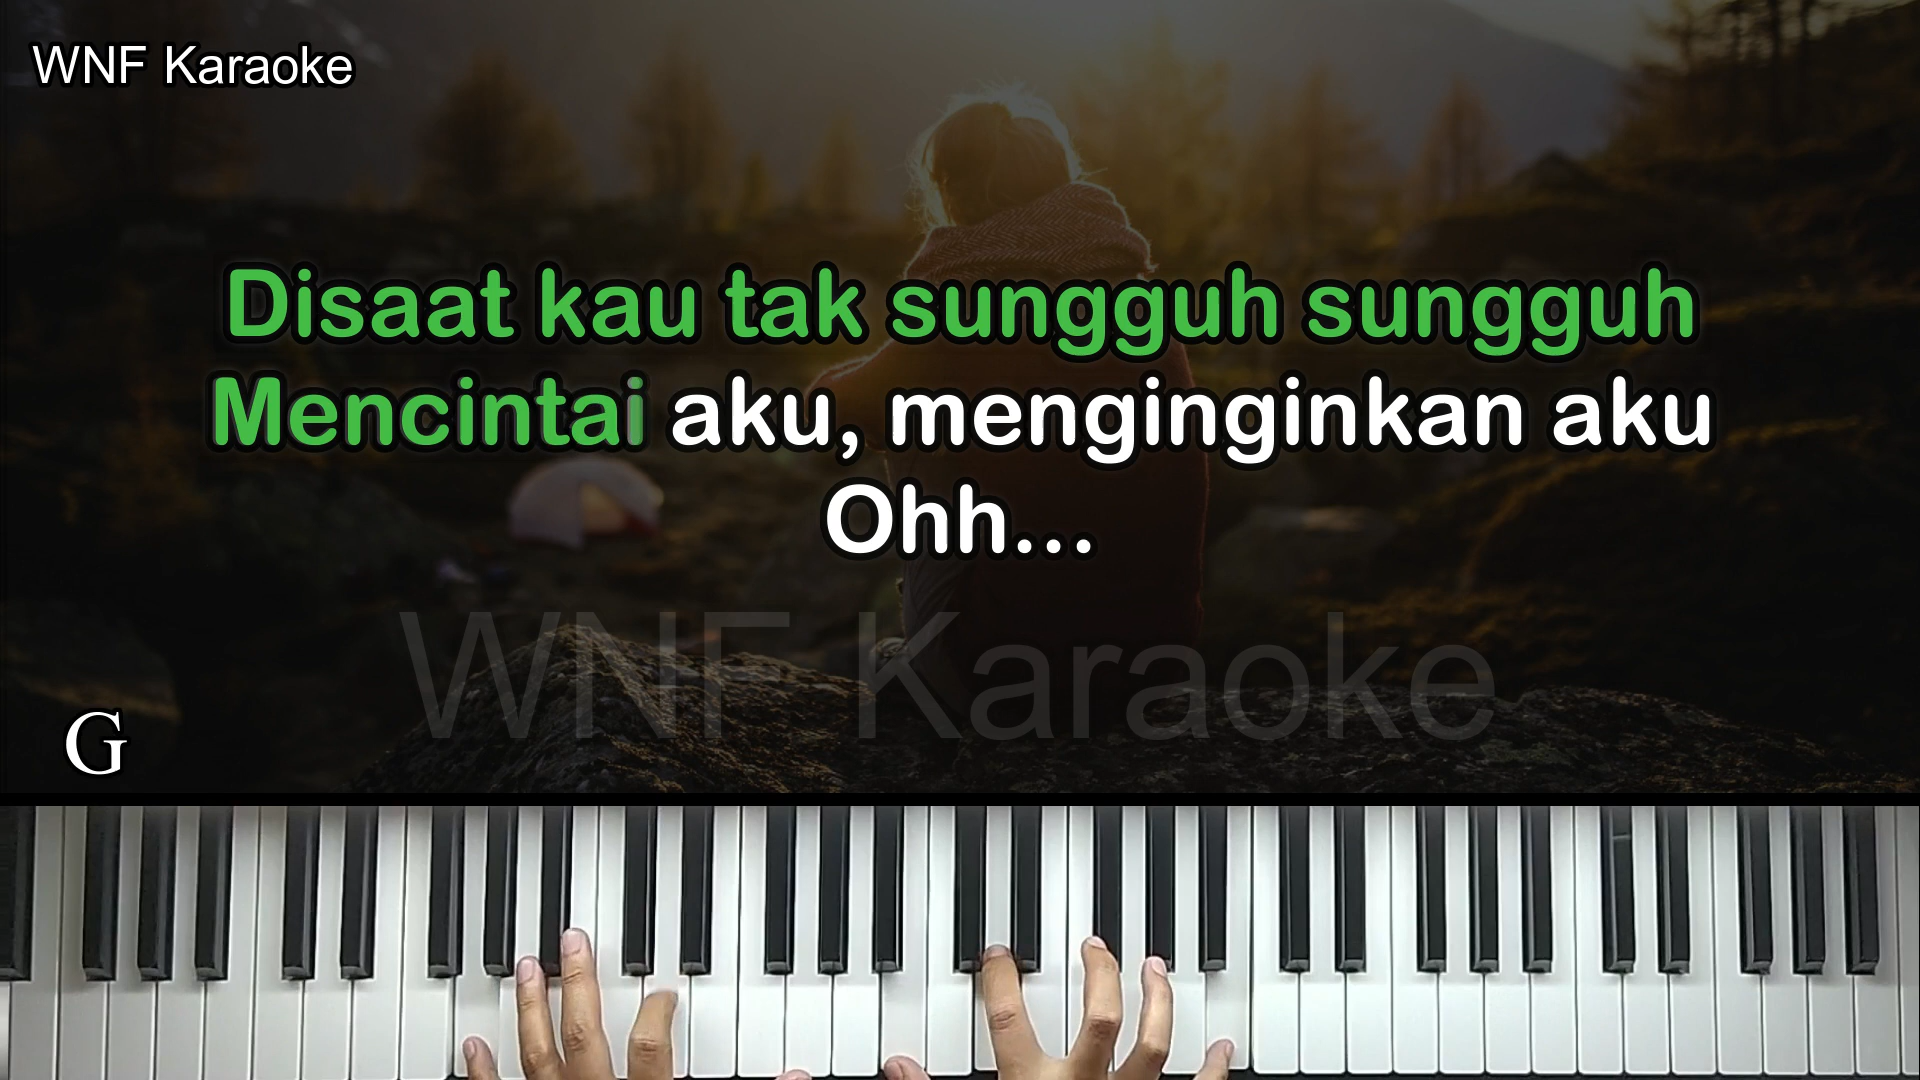 WNF Karaoke
Disaat kau tak sungguh sungguh
Mencintai aku, menginginkan aku
Ohh...
WNF Karaoke
G